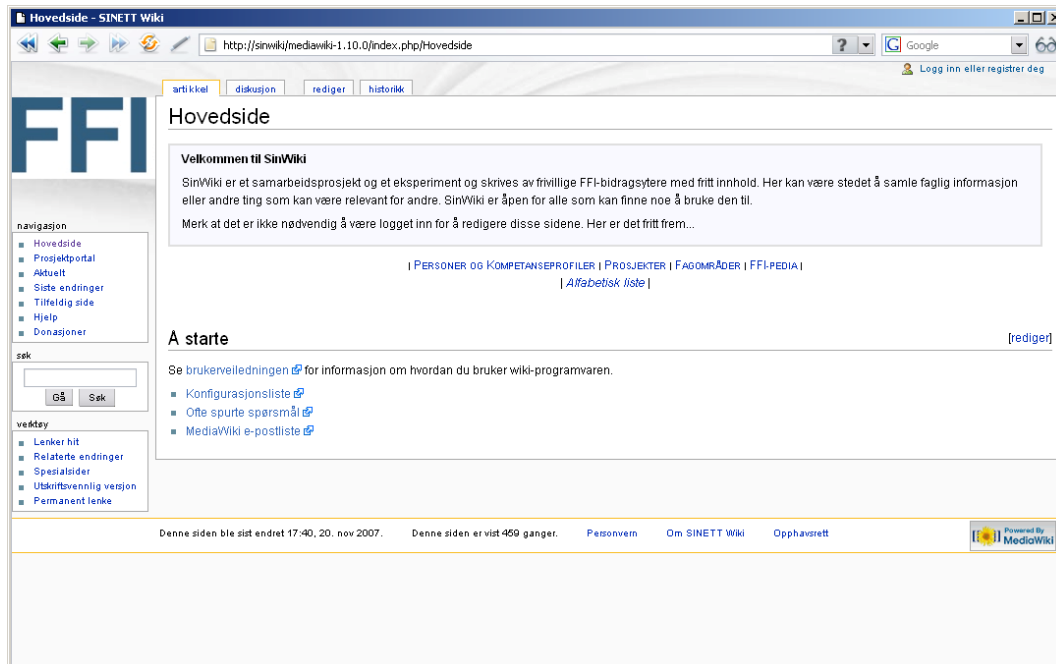 Hovedside - SINETT Wiki
http://sinwiki/mediawiki-1.10.0/index.php/Hovedside
?
G Google
Logg inn eller registrer deg
artikkel diskusjon rediger historikk
FFI
Hovedside
Velkommen til SinWiki
SinWiki er et samarbeidsprosjekt og et eksperiment og skrives av frivillige FFI-bidragsytere med fritt innhold. Her kan være stedet å samle faglig informasjon
eller andre ting som kan være relevant for andre. SinWiki er åpen for alle som kan finne noe å bruke den til.
Merk at det er ikke nødvendig å være logget inn for å redigere disse sidene. Her er det fritt frem...
| Personer og Kompetanseprofiler | Prosjekter | Fagområder | FFI-pedia |
| Alfabetisk liste |
navigasjon
Hovedside
Prosjektportal
Aktuelt
Siste endringer
Tilfeldig side
Hjelp
Donasjoner
søk
Gå Søk
verktøy
Lenker hit
Relaterte endringer
Spesialsider
Utskriftsvennlig versjon
Permanent lenke
Å starte [rediger]
Se brukerveiledningen for informasjon om hvordan du bruker wiki-programvaren.
Konfigurasjonsliste
Ofte spurte spørsmål
MediaWiki e-postliste
Denne siden ble sist endret 17:40, 20. nov 2007. Denne siden er vist 459 ganger. Personvern Om SINETT Wiki Opphavsrett
Powered By
MediaWiki